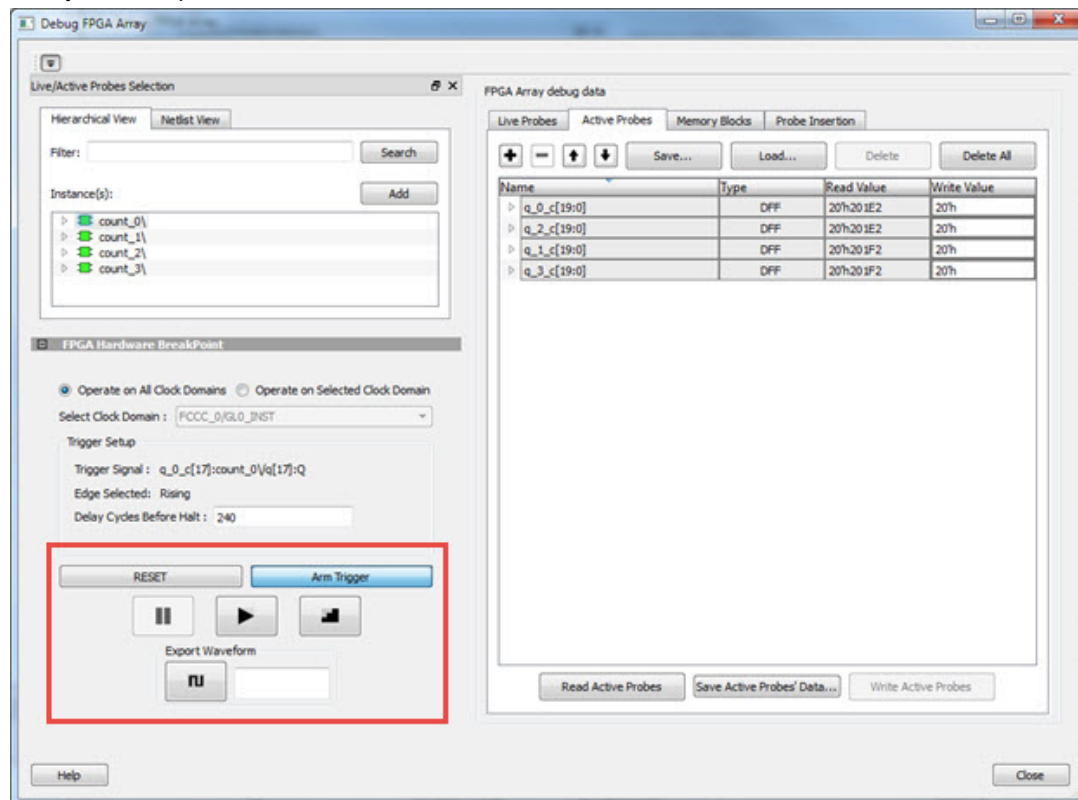 Debug FPGA Array
Live/Active Probes Selection
Hierarchical View Netlist View
Filter: Search
Instance(s): Add
count_0\
count_1\
count_2\
count_3\
FPGA Hardware BreakPoint
Operate on All Clock Domains Operate on Selected Clock Domain
Select Clock Domain : FCCC_0/GL0_INST
Trigger Setup
Trigger Signal : q_0_c[17]:count_0\/q[17]:Q
Edge Selected: Rising
Delay Cycles Before Halt : 240
RESET Arm Trigger
Export Waveform
FPGA Array debug data
Live Probes Active Probes Memory Blocks Probe Insertion
Save... Load... Delete Delete All
Name Type Read Value Write Value
q_0_c[19:0] DFF 20'h201E2 20'h
q_2_c[19:0] DFF 20'h201E2 20'h
q_1_c[19:0] DFF 20'h201F2 20'h
q_3_c[19:0] DFF 20'h201F2 20'h
Read Active Probes Save Active Probes' Data... Write Active Probes
Help Close